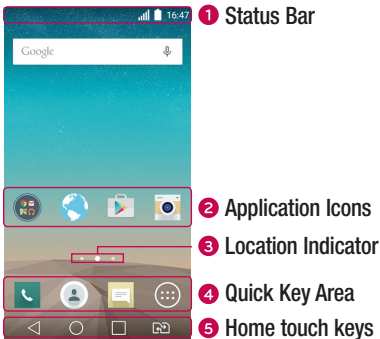 16:47
1 Status Bar
Google
2 Application Icons
3 Location Indicator
4 Quick Key Area
5 Home touch keys